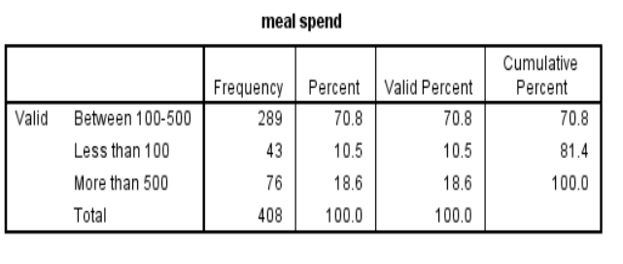 meal spend
Cumulative
Frequency Percent Valid Percent Percent
Valid Between 100-500 289 70.8 70.8 70.8
Less than 100 43 10.5 10.5 81.4
More than 500 76 18.6 18.6 100.0
Total 408 100.0 100.0